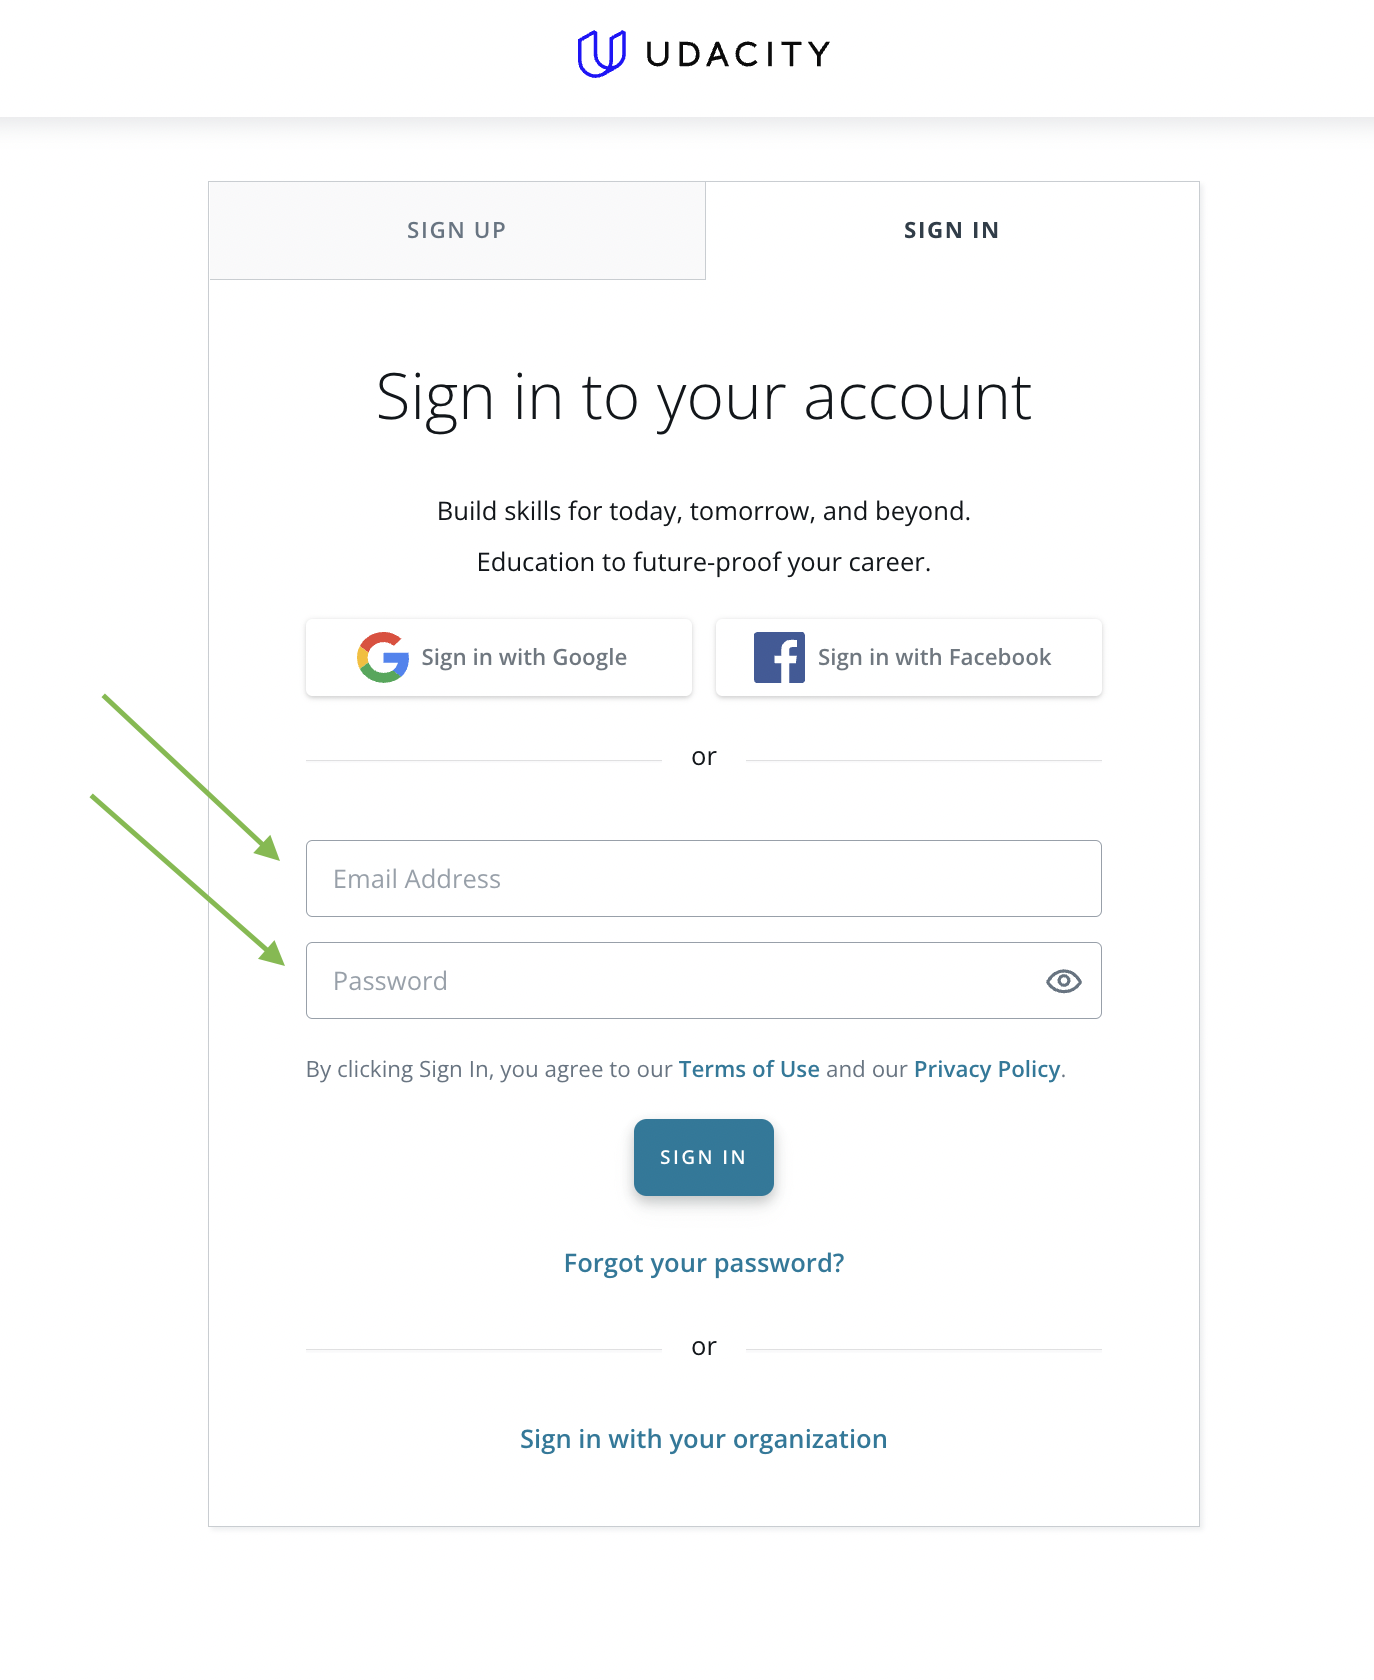 UDACITY
SIGN UP
SIGN IN
Sign in to your account
Build skills for today, tomorrow, and beyond.
Education to future-proof your career.
Sign in with Google
Sign in with Facebook
or
Email Address
Password
By clicking Sign In, you agree to our Terms of Use and our Privacy Policy.
SIGN IN
Forgot your password?
or
Sign in with your organization